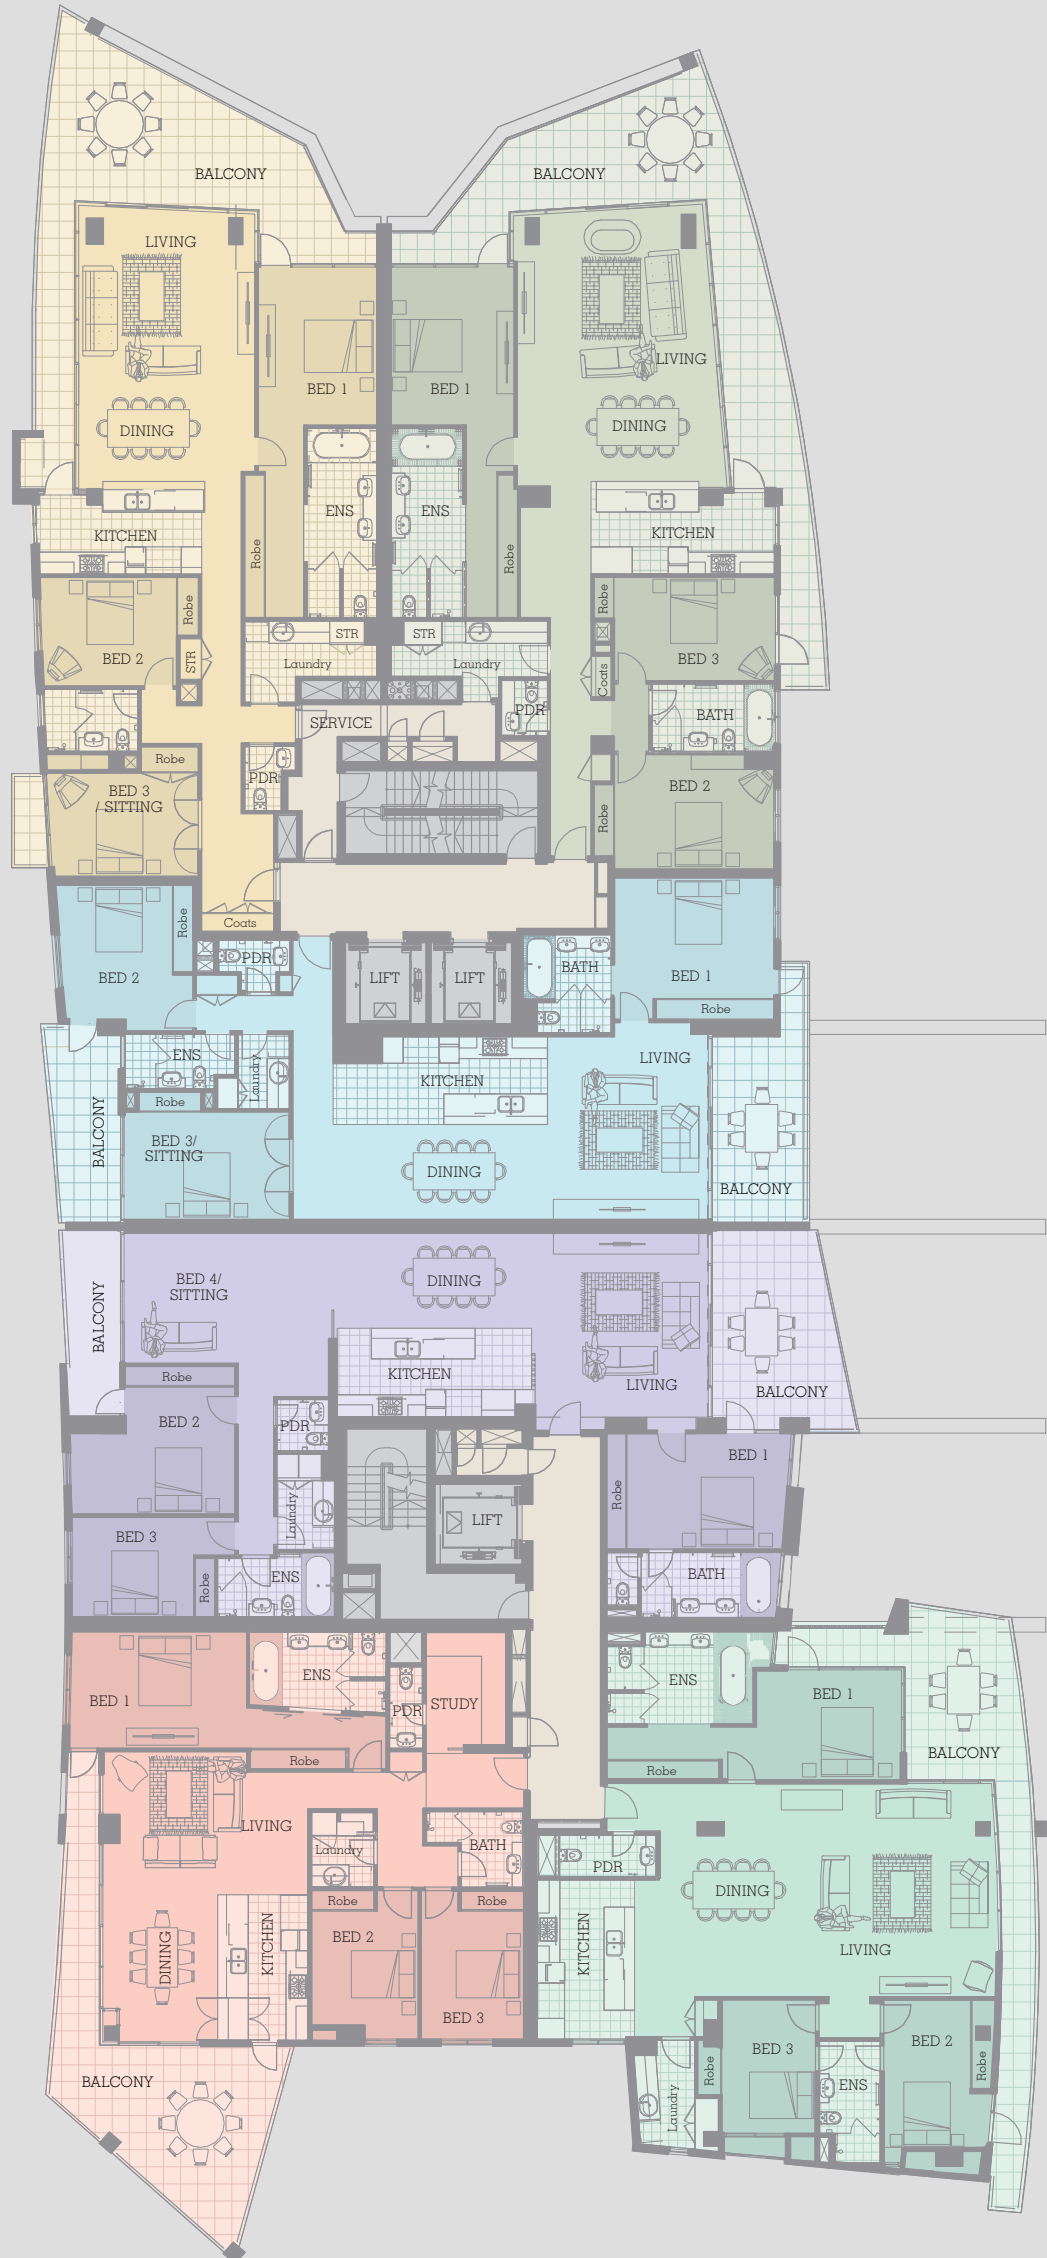 BALCONY
BALCONY
LIVING
LIVING
BED 1
BED 1
DINING
DINING
ENS
ENS
KITCHEN
KITCHEN
Robe
Robe
Robe
Robe
STR
STR
BED 2
STR
Laundry
Laundry
BED 3
Coats
PDR
BATH
SERVICE
Robe
PDR
BED 3
/ SITTING
BED 2
Robe
Coats
Robe
PDR
BATH
BED 2
LIFT
LIFT
BED 1
Robe
ENS
Laundry
LIVING
KITCHEN
Robe
BALCONY
BED 3/
SITTING
DINING
BALCONY
BALCONY
BED 4/
SITTING
DINING
KITCHEN
LIVING
BALCONY
Robe
BED 2
PDR
BED 1
Robe
Laundry
LIFT
BED 3
Robe
ENS
BATH
BED 1
ENS
PDR
STUDY
ENS
BED 1
BALCONY
Robe
Robe
LIVING
Laundry
BATH
PDR
DINING
Robe
Robe
BED 2
KITCHEN
DINING
KITCHEN
LIVING
BED 3
BED 3
BED 2
Robe
Robe
ENS
BALCONY
Laundry